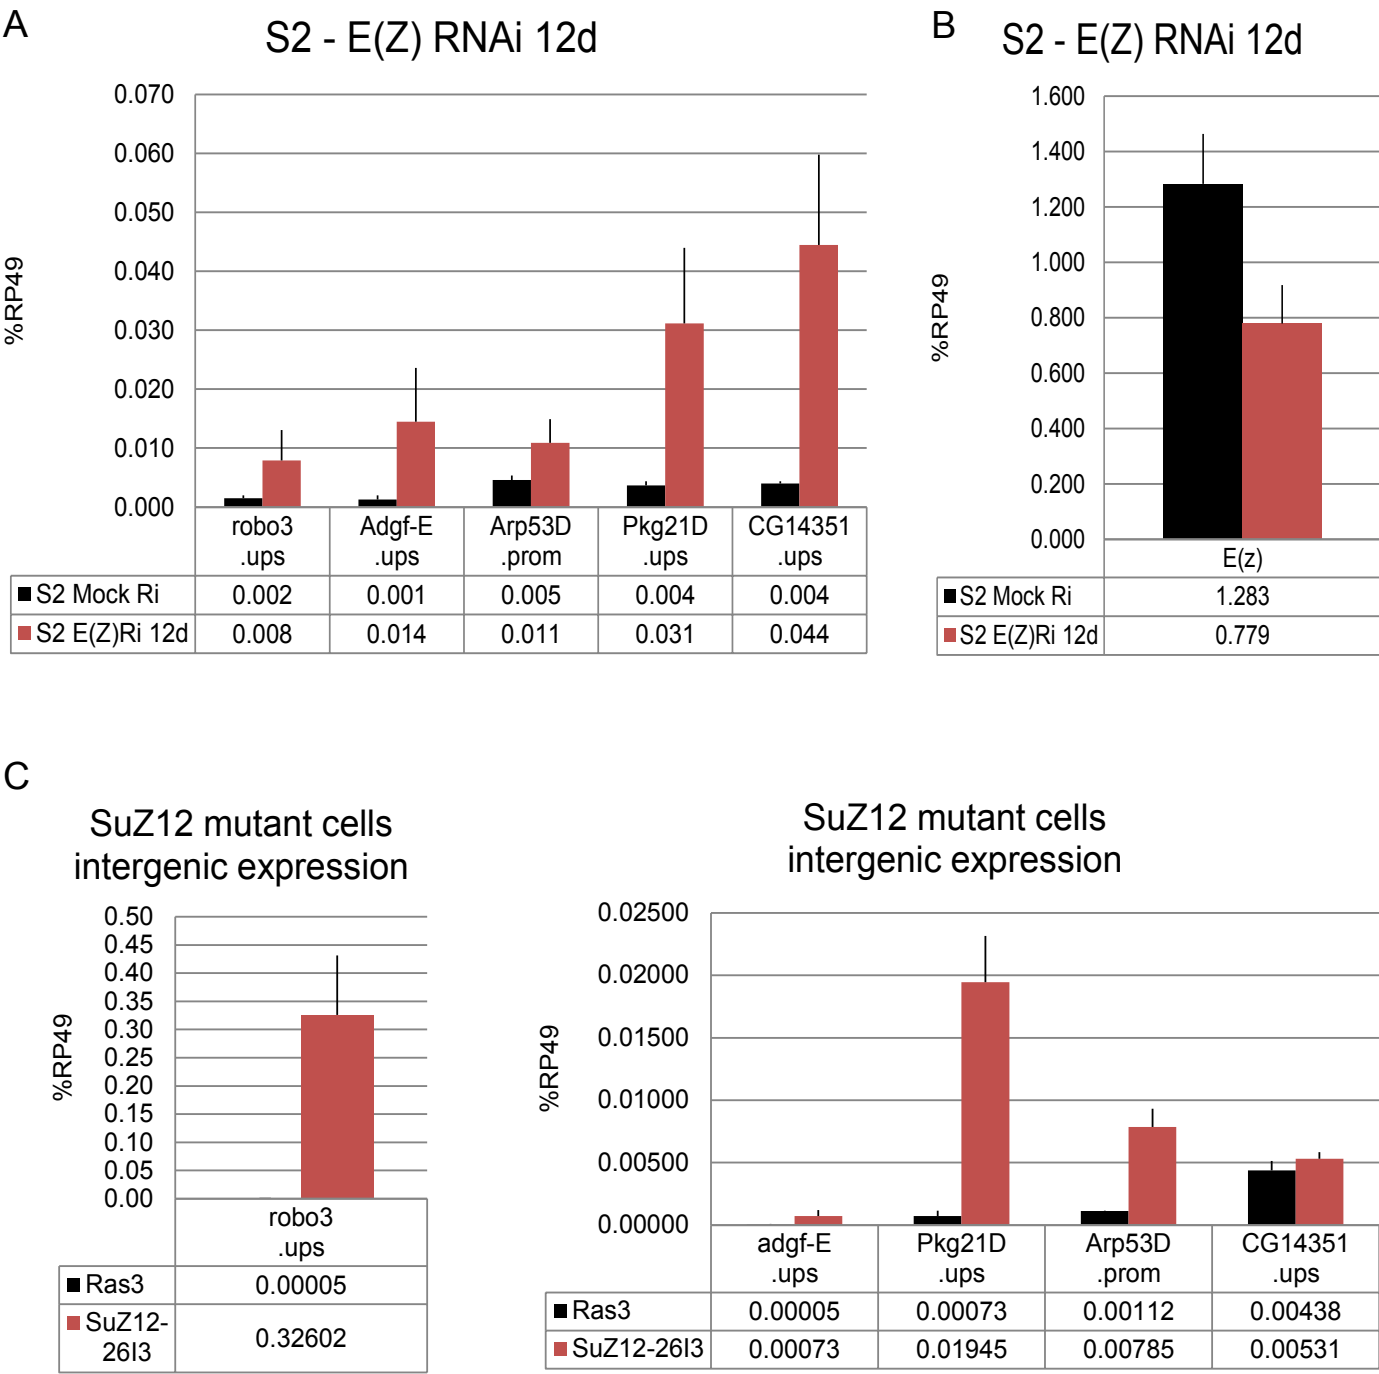 A
S2 - E(Z) RNAi 12d
%RP49
0.070
0.060
0.050
0.040
0.030
0.020
0.010
0.000
robo3 .ups
Adgf-E .ups
Arp53D .prom
Pkg21D .ups
CG14351 .ups
S2 Mock Ri 0.002 0.001 0.005 0.004 0.004
S2 E(Z)Ri 12d 0.008 0.014 0.011 0.031 0.044
B
S2 - E(Z) RNAi 12d
%RP49
1.600
1.400
1.200
1.000
0.800
0.600
0.400
0.200
0.000
E(z)
S2 Mock Ri 1.283
S2 E(Z)Ri 12d 0.779
C
SuZ12 mutant cells
intergenic expression
%RP49
0.50
0.45
0.40
0.35
0.30
0.25
0.20
0.15
0.10
0.05
0.00
robo3
.ups
Ras3 0.00005
SuZ12-26I3 0.32602
SuZ12 mutant cells
intergenic expression
%RP49
0.02500
0.02000
0.01500
0.01000
0.00500
0.00000
adgf-E .ups
Pkg21D .ups
Arp53D .prom
CG14351 .ups
Ras3 0.00005 0.00073 0.00112 0.00438
SuZ12-26I3 0.00073 0.01945 0.00785 0.00531